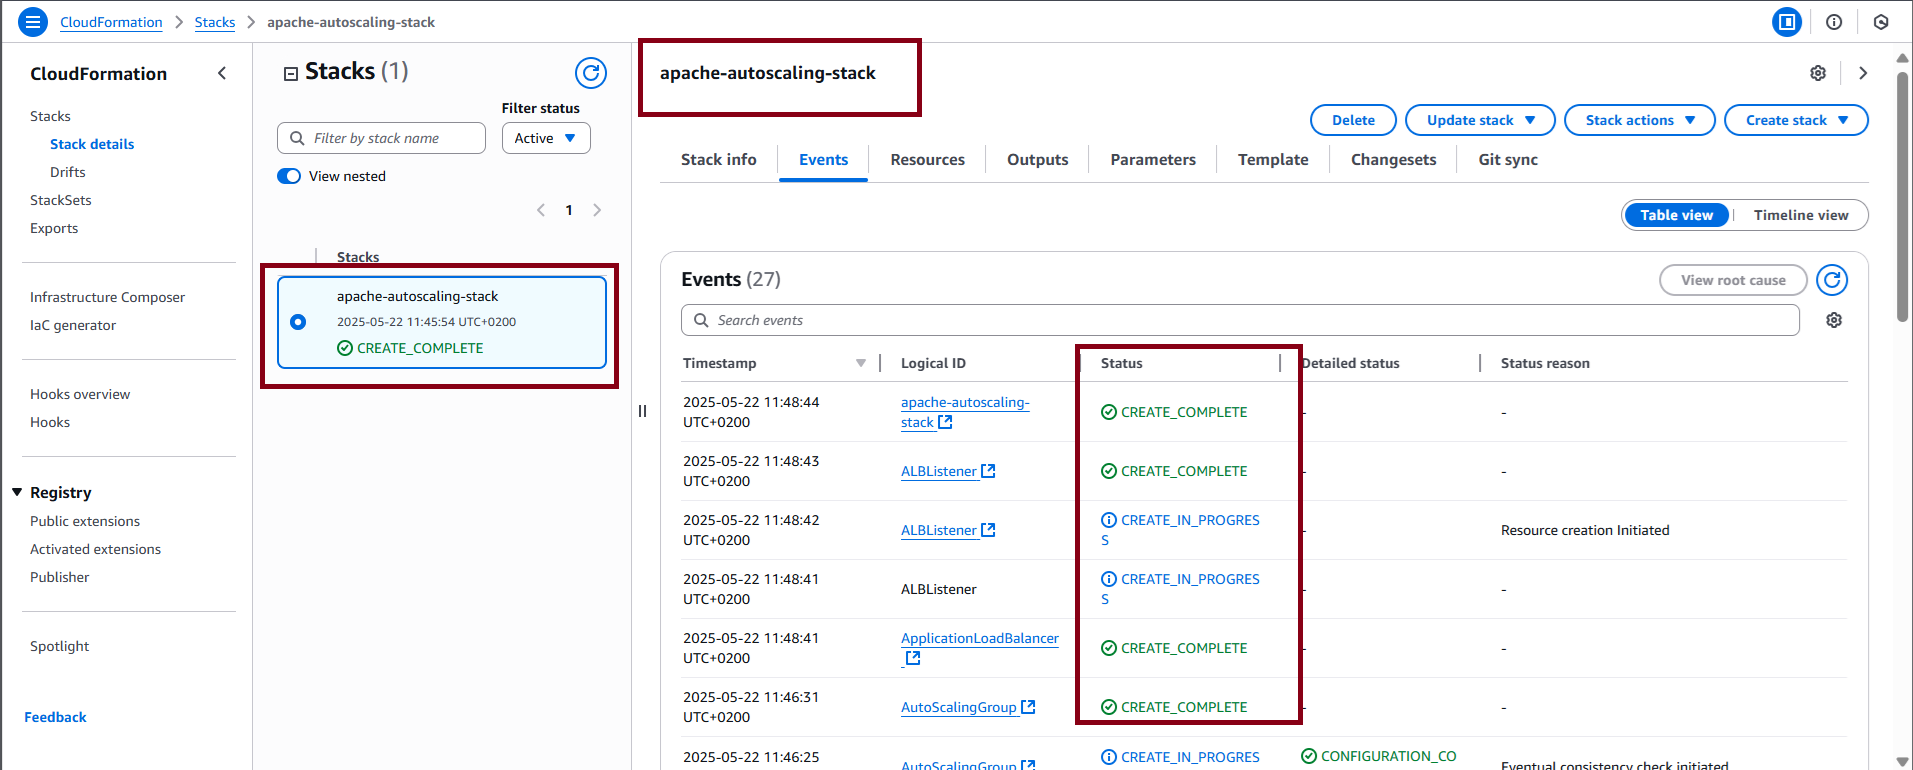 CloudFormation
Stacks
apache-autoscaling-stack
CloudFormation
Stacks
Stack details
Drifts
StackSets
Exports
Infrastructure Composer
IaC generator
Hooks overview
Hooks
Registry
Public extensions
Activated extensions
Publisher
Spotlight
Feedback
Stacks (1)
Filter status
Filter by stack name
Active
View nested
1
Stacks
apache-autoscaling-stack
2025-05-22 11:45:54 UTC+0200
CREATE_COMPLETE
apache-autoscaling-stack
Delete
Update stack
Stack actions
Create stack
Stack info
Events
Resources
Outputs
Parameters
Template
Changesets
Git sync
Table view
Timeline view
Events (27)
View root cause
Search events
Timestamp
Logical ID
Status
Detailed status
Status reason
2025-05-22 11:48:44
UTC+0200
apache-autoscaling-
stack
CREATE_COMPLETE
-
-
2025-05-22 11:48:43
UTC+0200
ALBListener
CREATE_COMPLETE
-
-
2025-05-22 11:48:42
UTC+0200
ALBListener
CREATE_IN_PROGRES
S
-
Resource creation Initiated
2025-05-22 11:48:41
UTC+0200
ALBListener
CREATE_IN_PROGRES
S
-
-
2025-05-22 11:48:41
UTC+0200
ApplicationLoadBalancer
CREATE_COMPLETE
-
-
2025-05-22 11:46:31
UTC+0200
AutoScalingGroup
CREATE_COMPLETE
-
-
2025-05-22 11:46:25
AutoScalingGroup
CREATE_IN_PROGRES
CONFIGURATION_CO
Eventual consistency check initiated